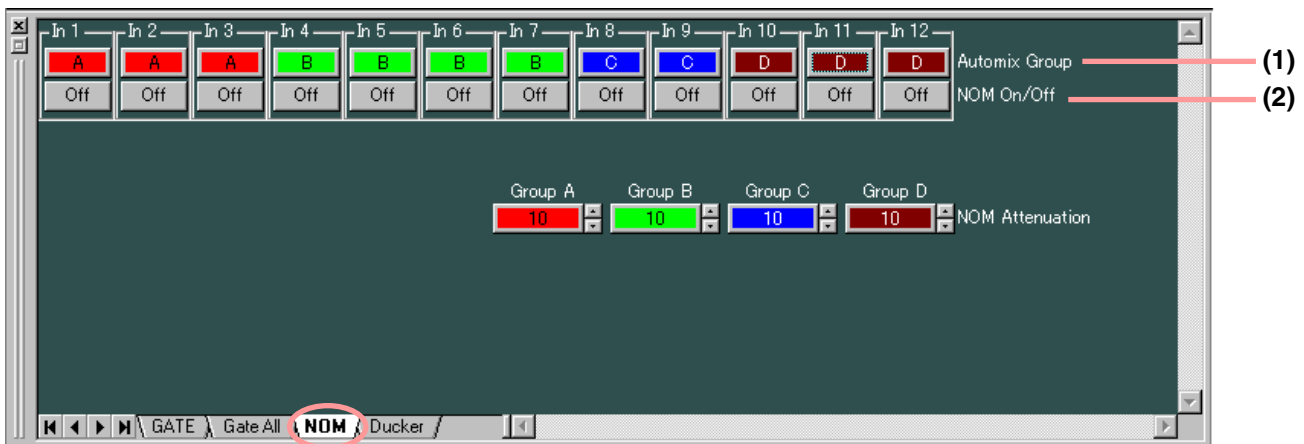 In 1 In 2 In 3 In 4 In 5 In 6 In 7 In 8 In 9 In 10 In 11 In 12
A A A B B B B C C D D D Automix Group (1)
Off Off Off Off Off Off Off Off Off Off Off Off NOM On/Off (2)
Group A Group B Group C Group D
10 10 10 10 NOM Attenuation
GATE Gate All NOM Ducker